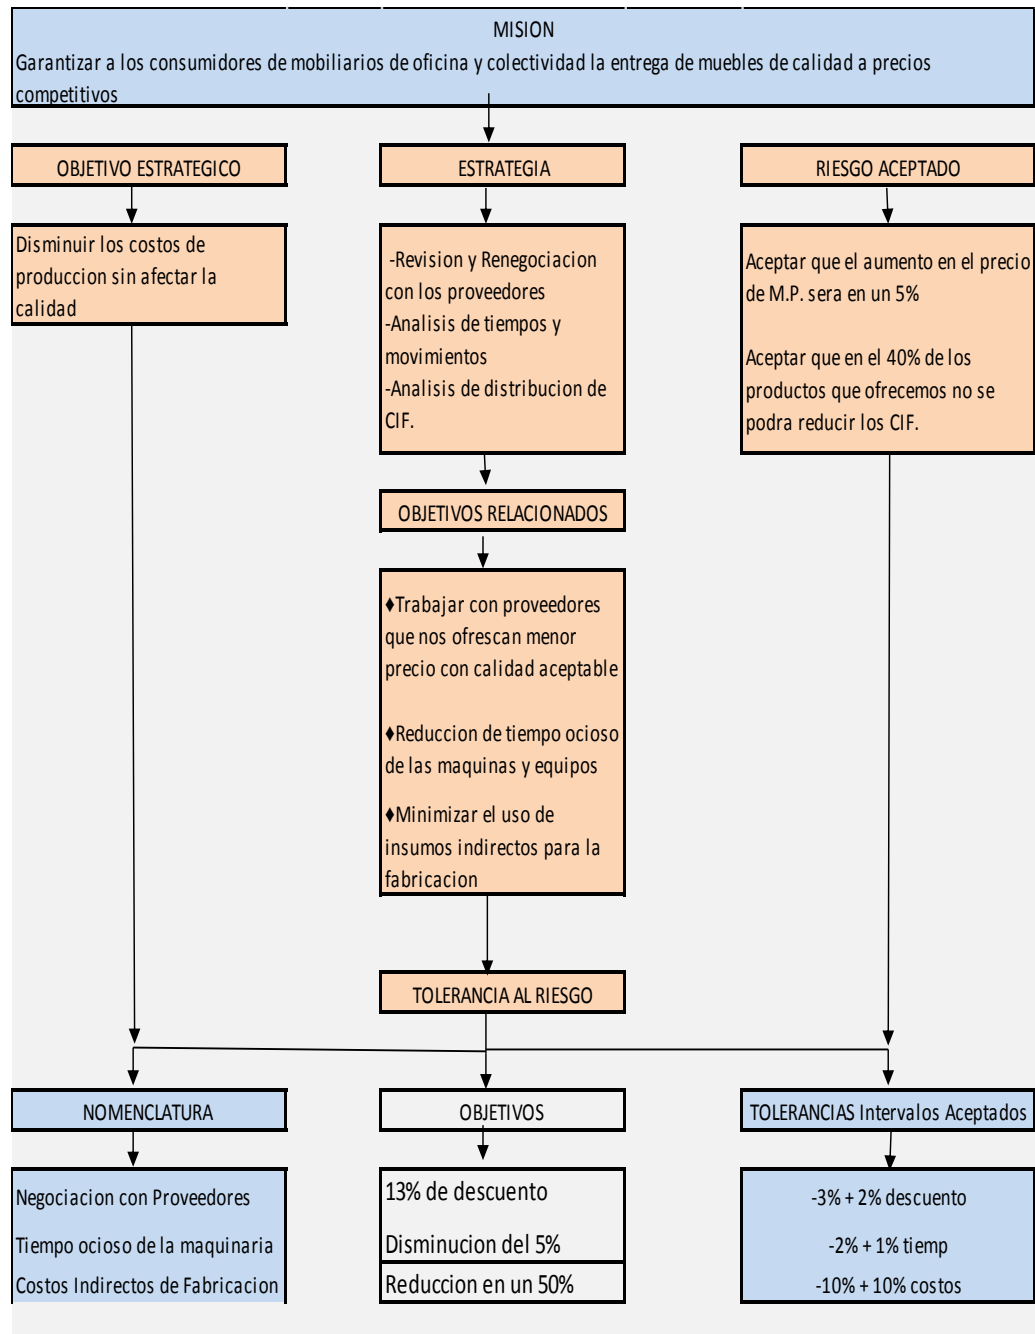 MISION
Garantizar a los consumidores de mobiliarios de oficina y colectividad la entrega de muebles de calidad a precios
competitivos
OBJETIVO ESTRATEGICO
ESTRATEGIA
RIESGO ACEPTADO
Disminuir los costos de
produccion sin afectar la
calidad
-Revision y Renegociacion
con los proveedores
-Analisis de tiempos y
movimientos
-Analisis de distribucion de
CIF.
Aceptar que el aumento en el precio
de M.P. sera en un 5%
Aceptar que en el 40% de los
productos que ofrecemos no se
podra reducir los CIF.
OBJETIVOS RELACIONADOS
♦Trabajar con proveedores
que nos ofrescan menor
precio con calidad aceptable
♦Reduccion de tiempo ocioso
de las maquinas y equipos
♦Minimizar el uso de
insumos indirectos para la
fabricacion
TOLERANCIA AL RIESGO
NOMENCLATURA
OBJETIVOS
TOLERANCIAS Intervalos Aceptados
Negociacion con Proveedores
13% de descuento
-3% + 2% descuento
Tiempo ocioso de la maquinaria
Disminucion del 5%
-2% + 1% tiemp
Costos Indirectos de Fabricacion
Reduccion en un 50%
-10% + 10% costos